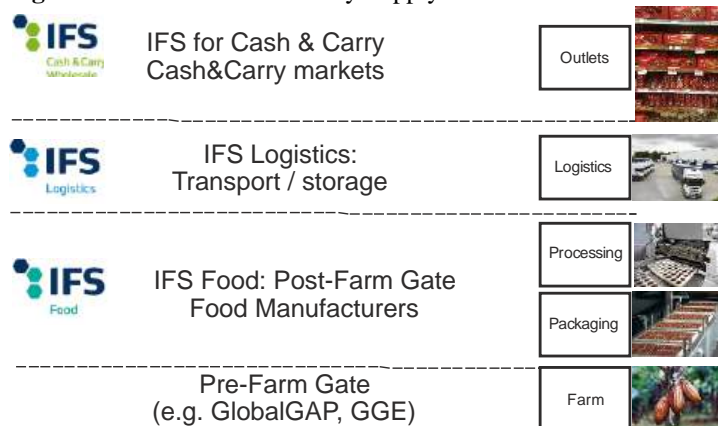 IFS
Cash & Carry
Wholesale
IFS for Cash & Carry
Cash&Carry markets
Outlets
IFS
Logistics
IFS Logistics:
Transport / storage
Logistics
IFS
Food
IFS Food: Post-Farm Gate
Food Manufacturers
Processing
Packaging
Pre-Farm Gate
(e.g. GlobalGAP, GGE)
Farm